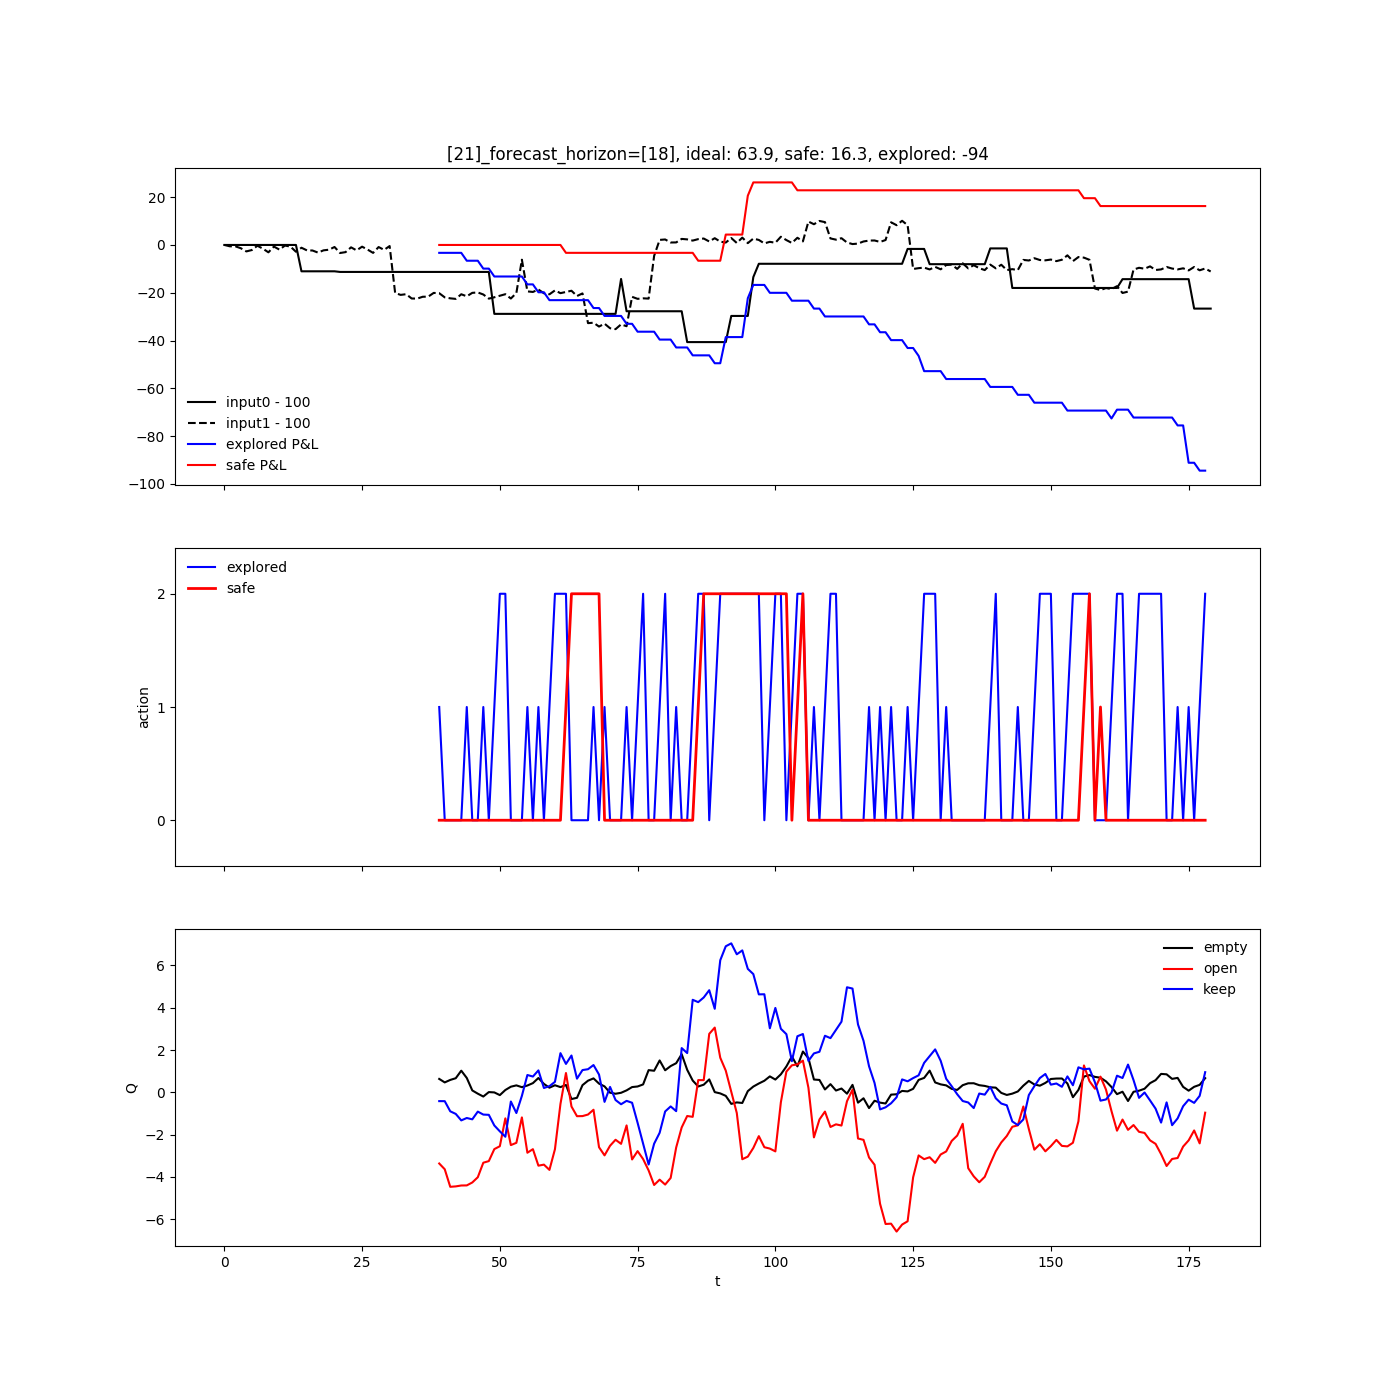 [21]_forecast_horizon=[18], ideal: 63.9, safe: 16.3, explored: -94
20
0
−20
−40
−60
−80
−100
input0 - 100
input1 - 100
explored P&L
safe P&L
explored
safe
2
1
0
action
empty
open
keep
6
4
2
0
−2
−4
−6
Q
0 25 50 75 100 125 150 175
t